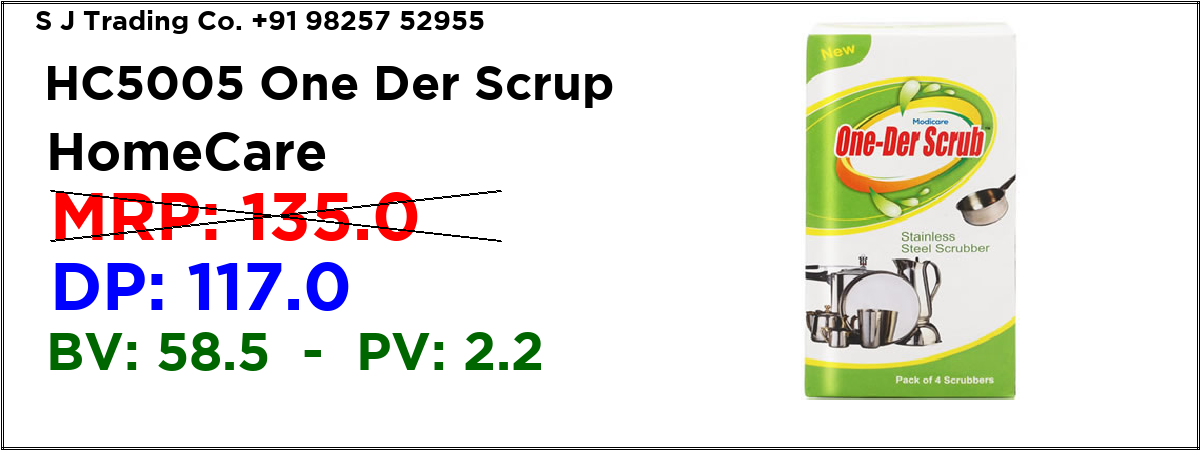 S J Trading Co. +91 98257 52955
HC5005 One Der Scrup
HomeCare
MRP: 135.0
DP: 117.0
BV: 58.5 - PV: 2.2
New
Modicare
One-Der Scrub
Stainless
Steel Scrubber
Pack of 4 Scrubbers